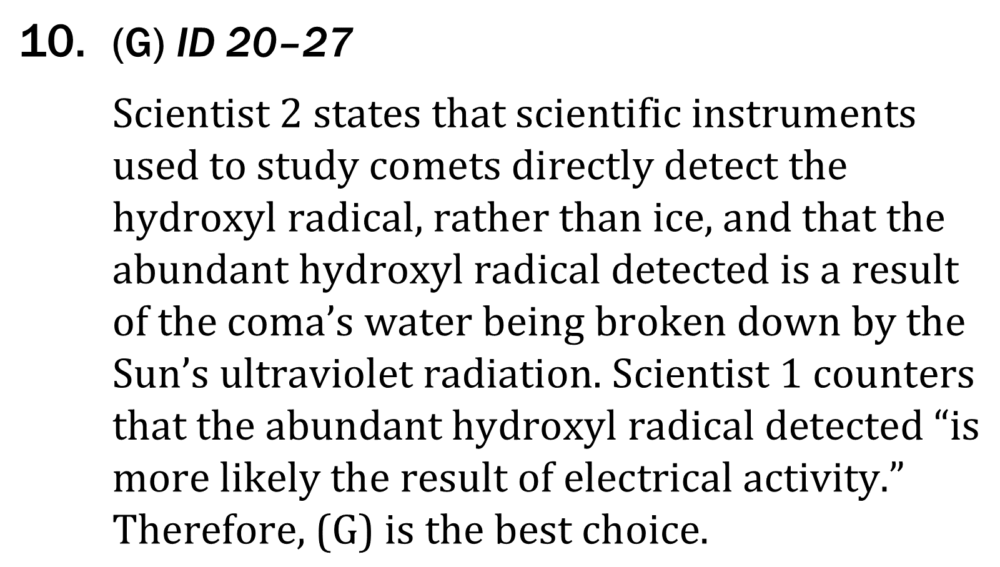 10. (G) ID 20–27
Scientist 2 states that scientific instruments
used to study comets directly detect the
hydroxyl radical, rather than ice, and that the
abundant hydroxyl radical detected is a result
of the coma’s water being broken down by the
Sun’s ultraviolet radiation. Scientist 1 counters
that the abundant hydroxyl radical detected “is
more likely the result of electrical activity.”
Therefore, (G) is the best choice.